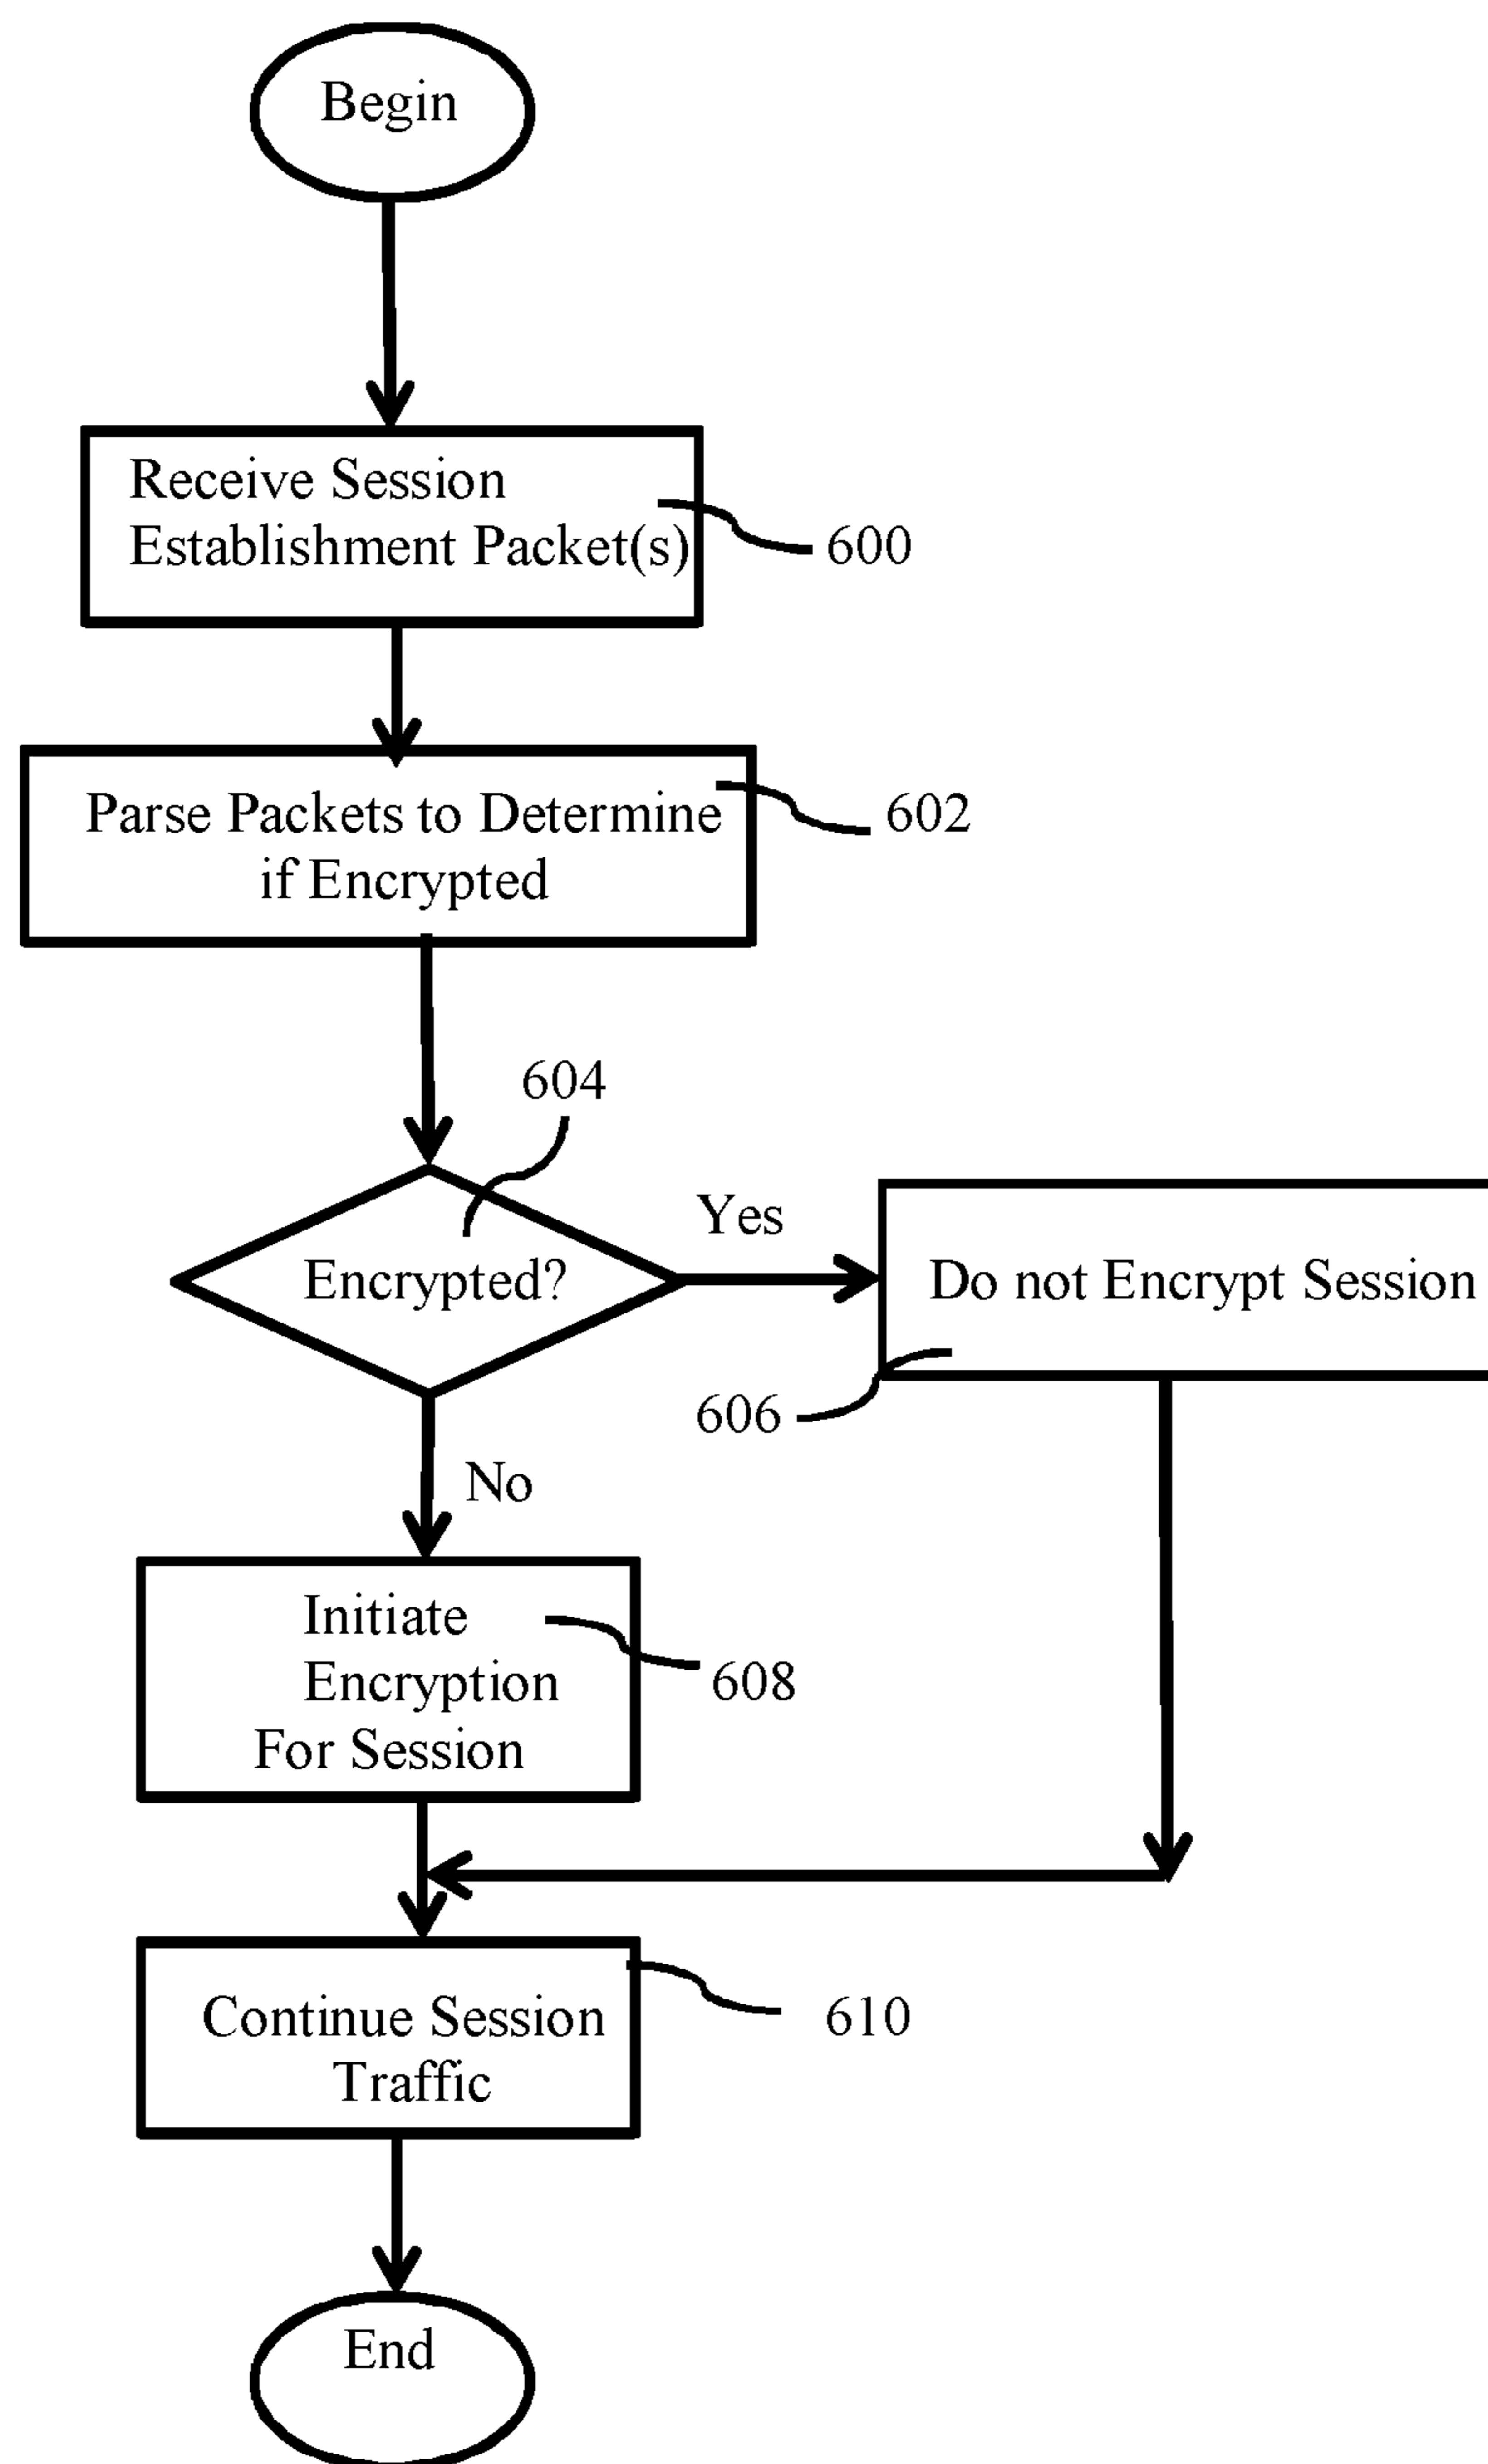 Begin
Receive Session
Establishment Packet(s)
600
Parse Packets to Determine
if Encrypted
602
604
Encrypted?
Yes
Do not Encrypt Session
606
No
Initiate
Encryption
For Session
608
Continue Session
Traffic
610
End